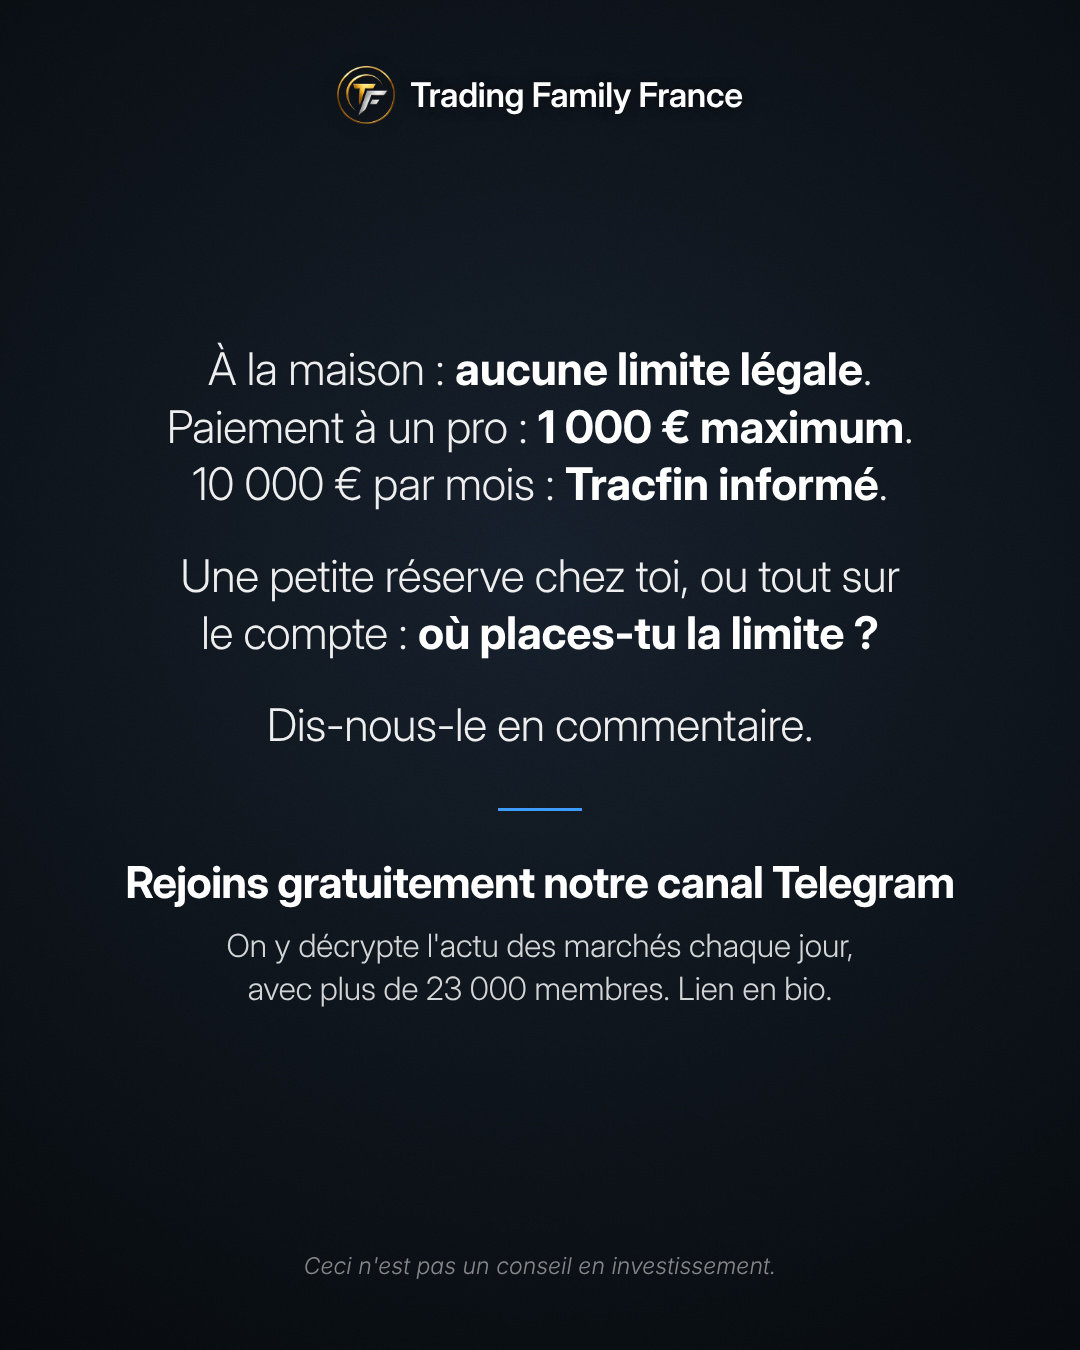 TF Trading Family France
À la maison : aucune limite légale.
Paiement à un pro : 1 000 € maximum.
10 000 € par mois : Tracfin informé.
Une petite réserve chez toi, ou tout sur
le compte : où places-tu la limite ?
Dis-nous-le en commentaire.
Rejoins gratuitement notre canal Telegram
On y décrypte l'actu des marchés chaque jour,
avec plus de 23 000 membres. Lien en bio.
Ceci n'est pas un conseil en investissement.